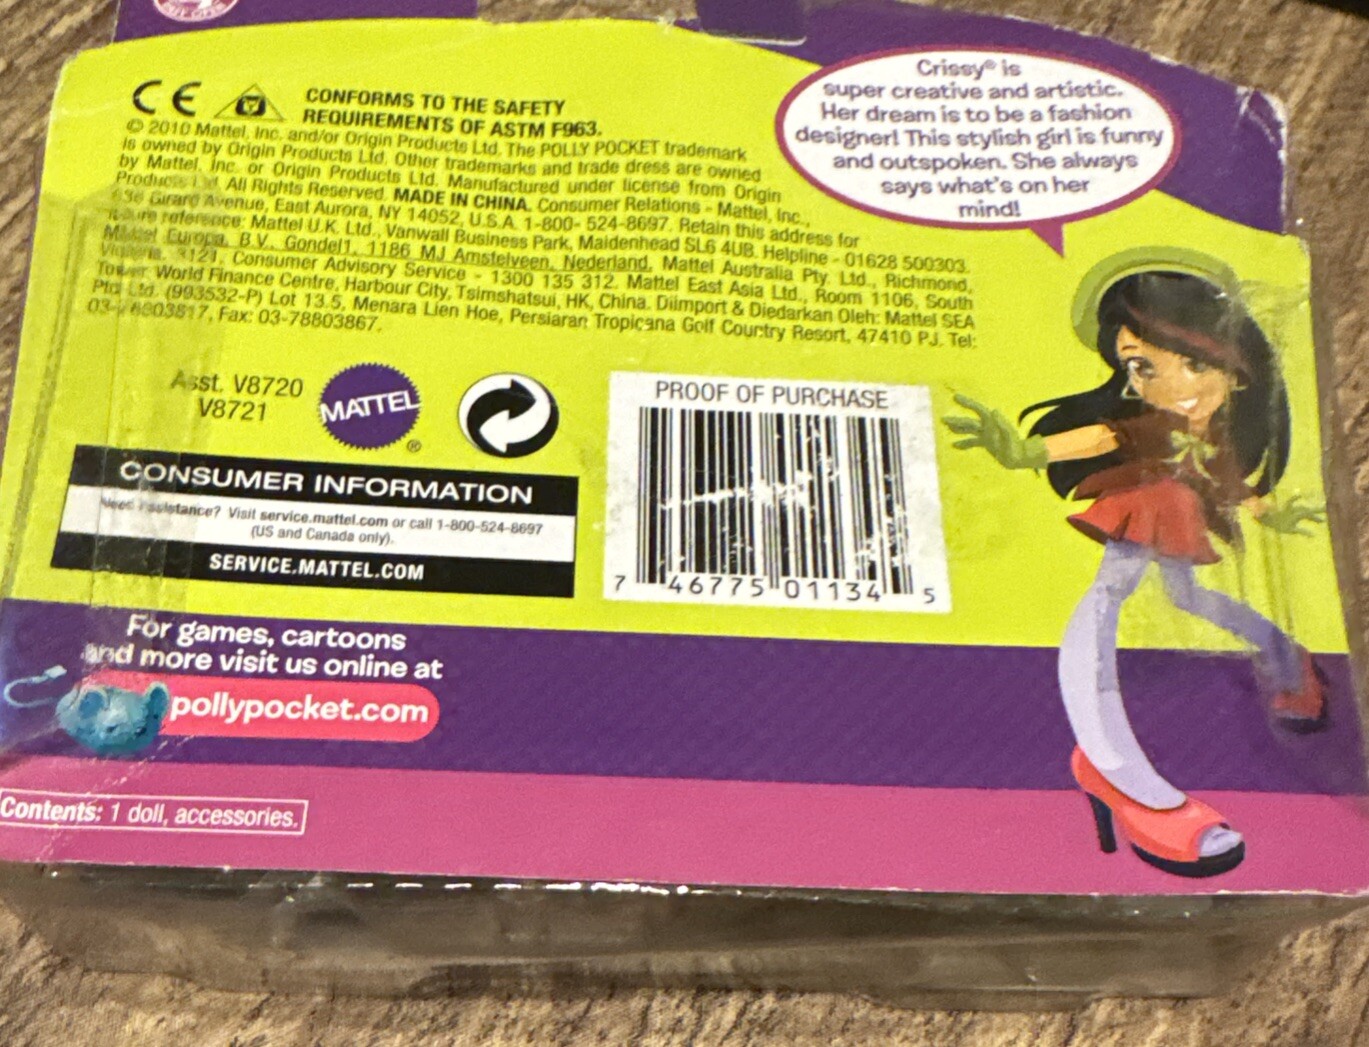 CE
CONFORMS TO THE SAFETY
REQUIREMENTS OF ASTM F963.
© 2010 Mattel, Inc. and/or Origin Products Ltd. The POLLY POCKET trademark
is owned by Origin Products Ltd. Other trademarks and trade dress are owned
by Mattel, Inc. or Origin Products Ltd. Manufactured under license from Origin
Products Ltd. All Rights Reserved. MADE IN CHINA. Consumer Relations - Mattel, Inc.,
636 Girard Avenue, East Aurora, NY 14052, U.S.A. 1-800- 524-8697. Retain this address for
future reference: Mattel U.K. Ltd., Vanwall Business Park, Maidenhead SL6 4UB. Helpline - 01628 500303.
Mattel Europa, B.V., Gondel1, 1186 MJ Amstelveen, Nederland. Mattel Australia Pty. Ltd., Richmond,
Victoria. 3121. Consumer Advisory Service - 1300 135 312. Mattel East Asia Ltd., Room 1106, South
Tower, World Finance Centre, Harbour City, Tsimshatsui, HK, China. Diimport & Diedarkan Oleh: Mattel SEA
Ltd. (993532-P) Lot 13.5, Menara Lien Hoe, Persiaran Tropicana Golf Country Resort, 47410 PJ. Tel:
Fax: 03-78803867.
Crissy® is
super creative and artistic.
Her dream is to be a fashion
designer! This stylish girl is funny
and outspoken. She always
says what's on her
mind!
Asst. V8720
V8721
MATTEL
®
PROOF OF PURCHASE
7 46775 01134 5
CONSUMER INFORMATION
Need assistance? Visit service.mattel.com or call 1-800-524-8697
(US and Canada only).
SERVICE.MATTEL.COM
For games, cartoons
and more visit us online at
pollypocket.com
Contents: 1 doll, accessories.